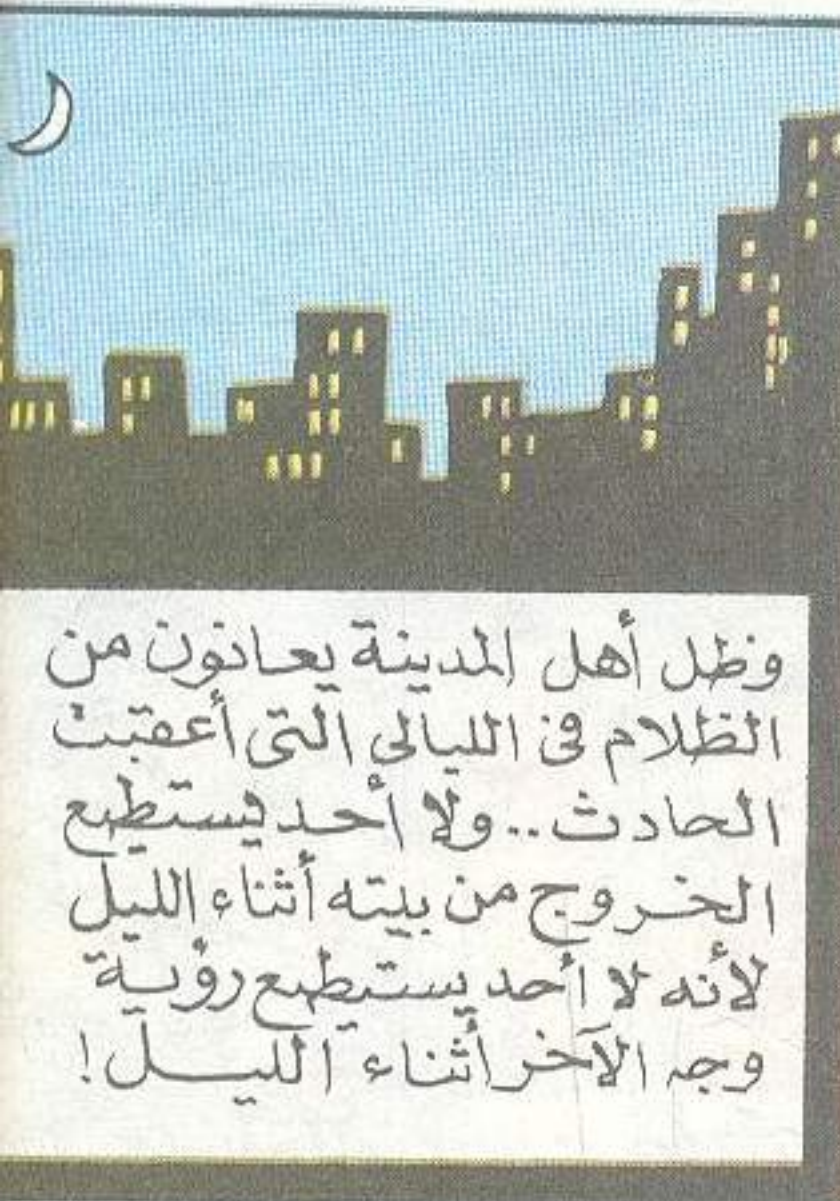 وظل أهل المدينة يعانون من
الظلام فى الليالى التى أعقبت
الحادث.. ولا أحد يستطيع
الخروج من بيته أثناء الليل
لأنه لا أحد يستطيع رؤية
وجه الآخر أثناء الليل!